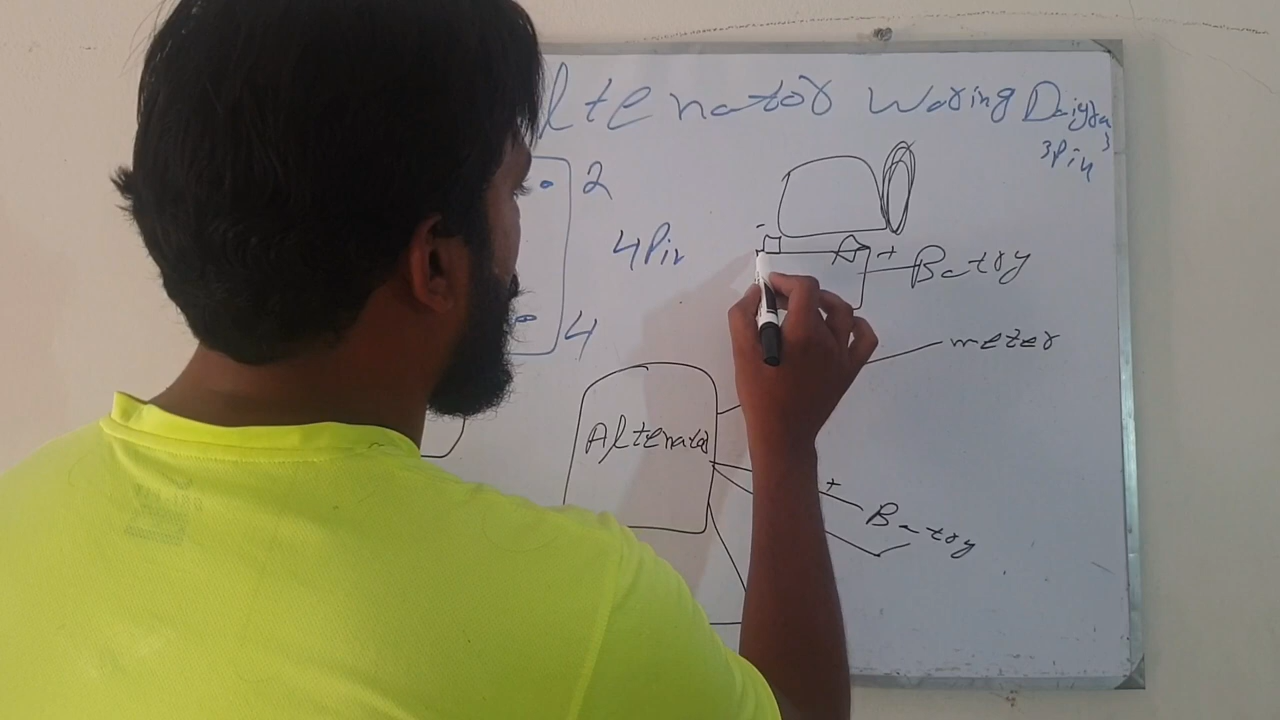 lternator Waring Daigra
3Pin
2
4Pin
- + Batry
4
meter
Alternator
+ Batry